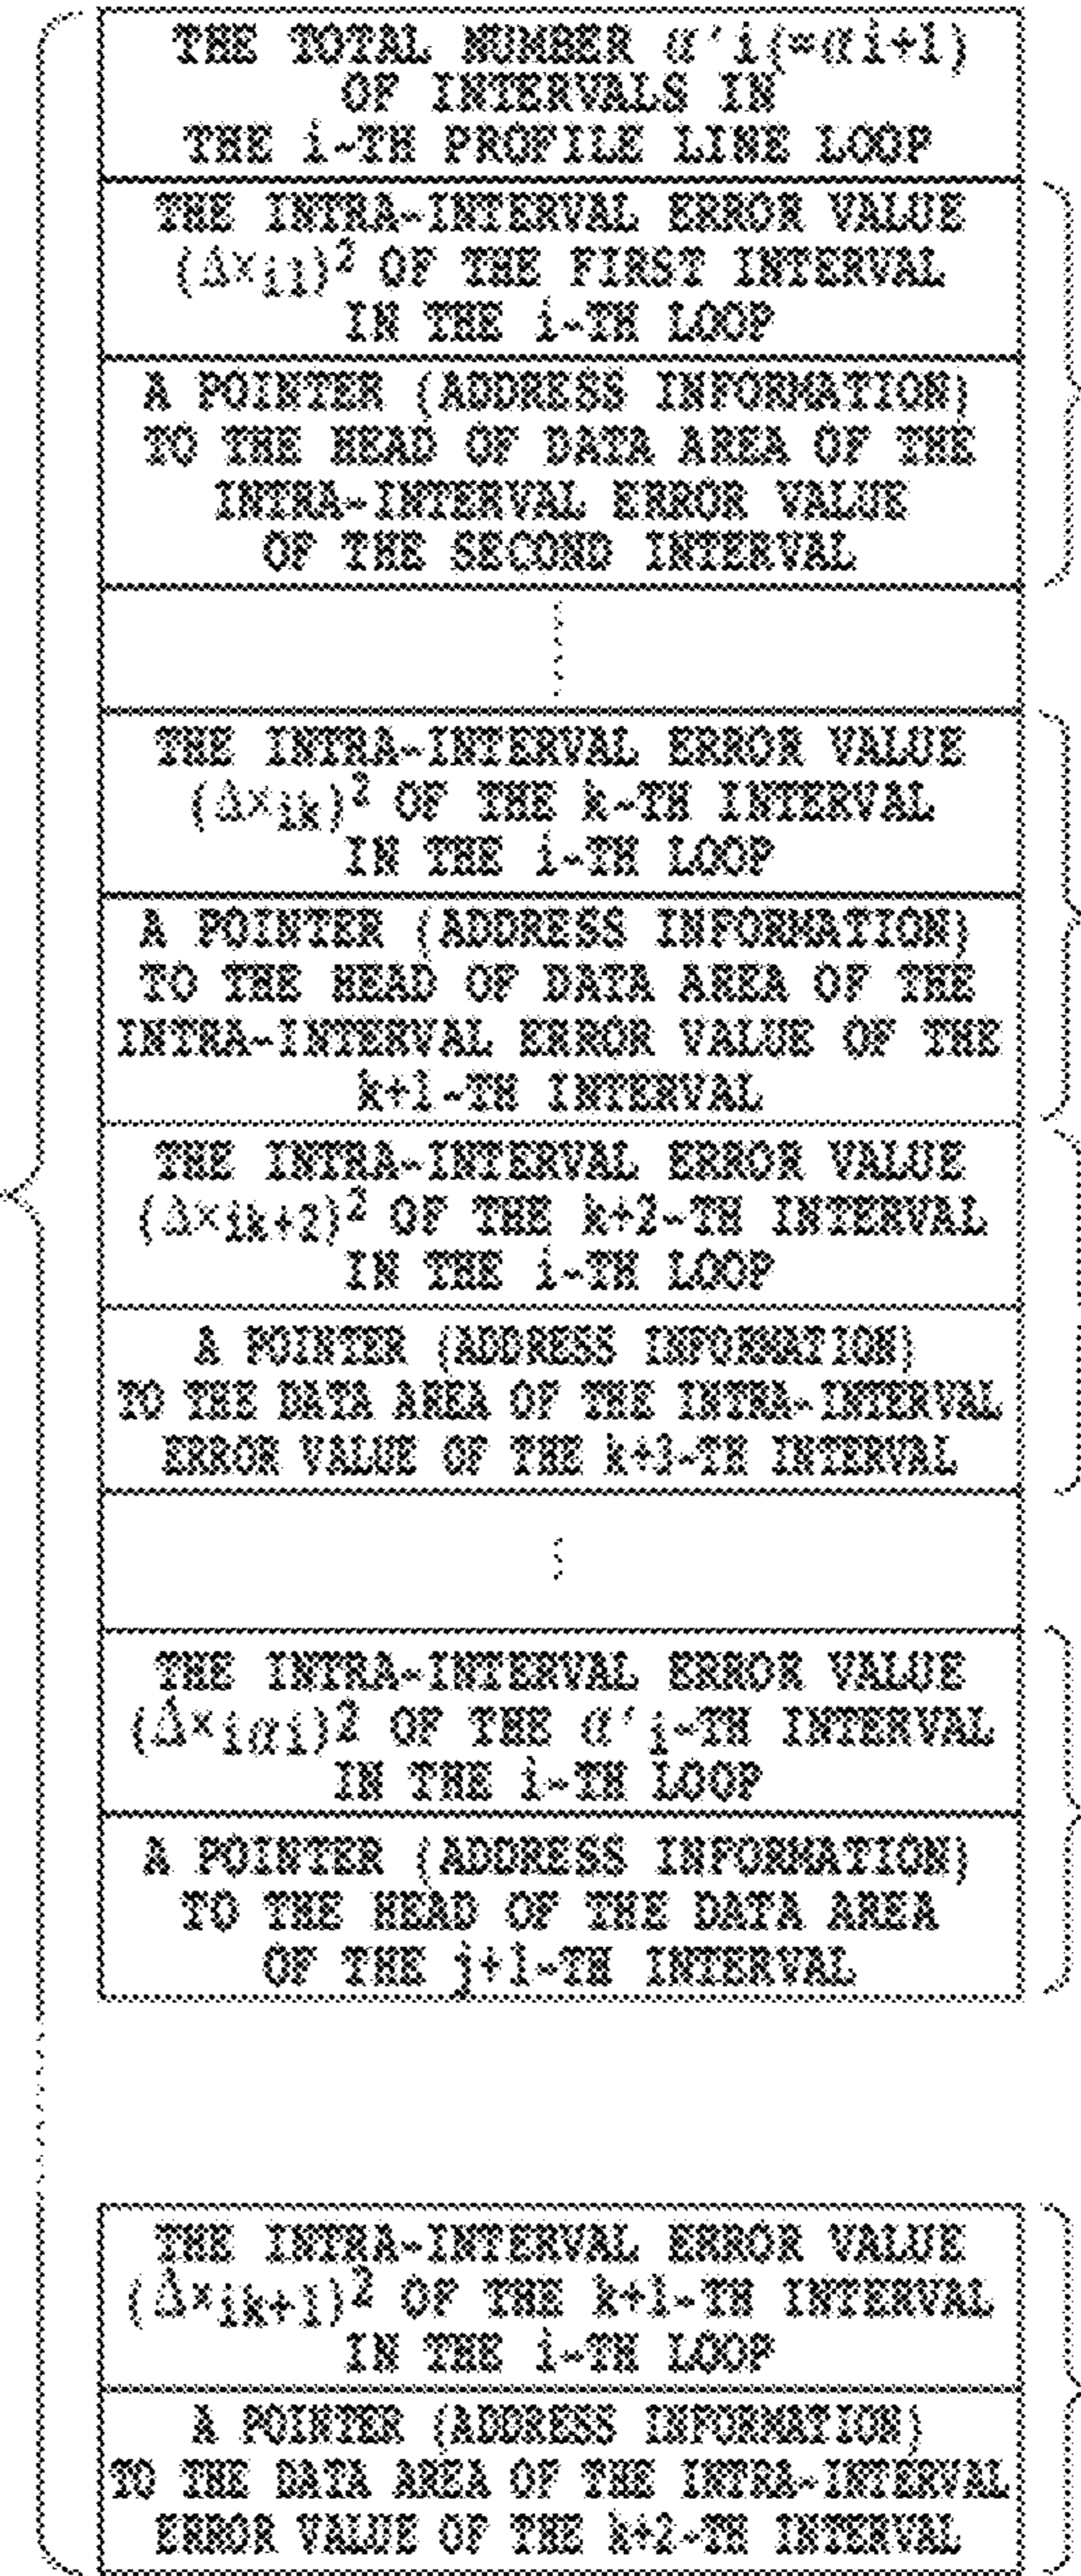 THE TOTAL NUMBER α'i(=αi+1)
OF INTERVALS IN
THE i-TH PROFILE LINE LOOP
THE INTRA-INTERVAL ERROR VALUE
(Δxi1)² OF THE FIRST INTERVAL
IN THE i-TH LOOP
A POINTER (ADDRESS INFORMATION)
TO THE HEAD OF DATA AREA OF THE
INTRA-INTERVAL ERROR VALUE
OF THE SECOND INTERVAL
THE INTRA-INTERVAL ERROR VALUE
(Δxik)² OF THE k-TH INTERVAL
IN THE i-TH LOOP
A POINTER (ADDRESS INFORMATION)
TO THE HEAD OF DATA AREA OF THE
INTRA-INTERVAL ERROR VALUE OF THE
k+1-TH INTERVAL
THE INTRA-INTERVAL ERROR VALUE
(Δxik+2)² OF THE k+2-TH INTERVAL
IN THE i-TH LOOP
A POINTER (ADDRESS INFORMATION)
TO THE DATA AREA OF THE INTRA-INTERVAL
ERROR VALUE OF THE k+3-TH INTERVAL
THE INTRA-INTERVAL ERROR VALUE
(Δxiαi)² OF THE α'i-TH INTERVAL
IN THE i-TH LOOP
A POINTER (ADDRESS INFORMATION)
TO THE HEAD OF THE DATA AREA
OF THE j+1-TH INTERVAL
THE INTRA-INTERVAL ERROR VALUE
(Δxik+1)² OF THE k+1-TH INTERVAL
IN THE i-TH LOOP
A POINTER (ADDRESS INFORMATION)
TO THE DATA AREA OF THE INTRA-INTERVAL
ERROR VALUE OF THE k+2-TH INTERVAL